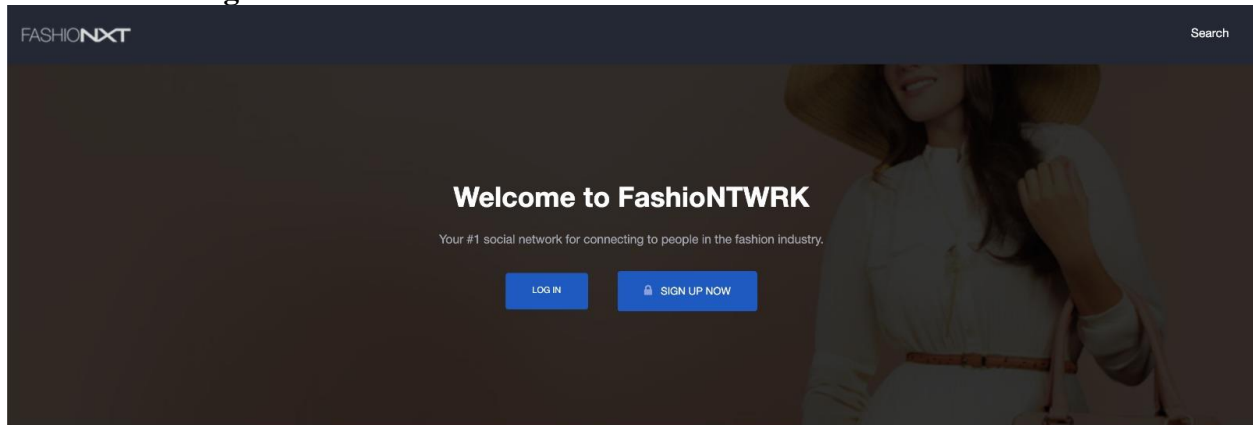 FASHIONXT
Search
Welcome to FashioNTWRK
Your #1 social network for connecting to people in the fashion industry.
LOG IN
SIGN UP NOW